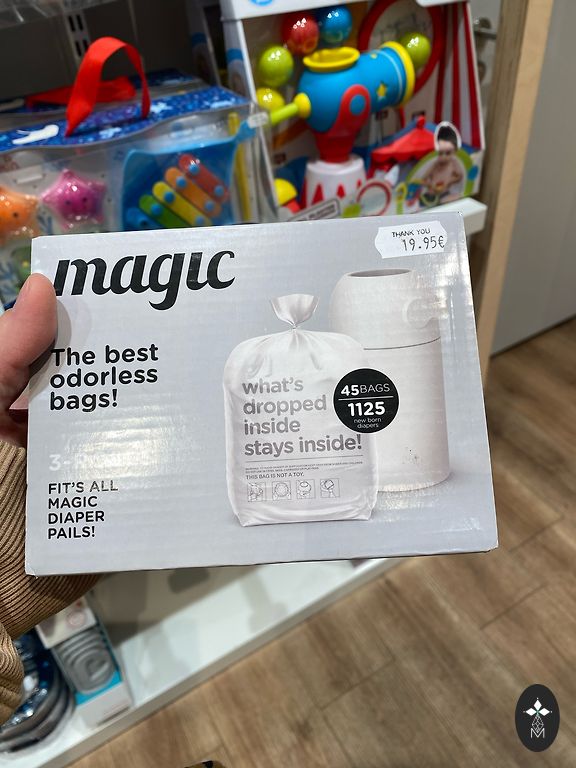 THANK YOU
19.95€
magic
The best
odorless
bags!
what's
dropped
inside
stays inside!
45 BAGS
1125
new born
diapers
THIS BAG IS NOT A TOY.
FIT'S ALL
MAGIC
DIAPER
PAILS!
M